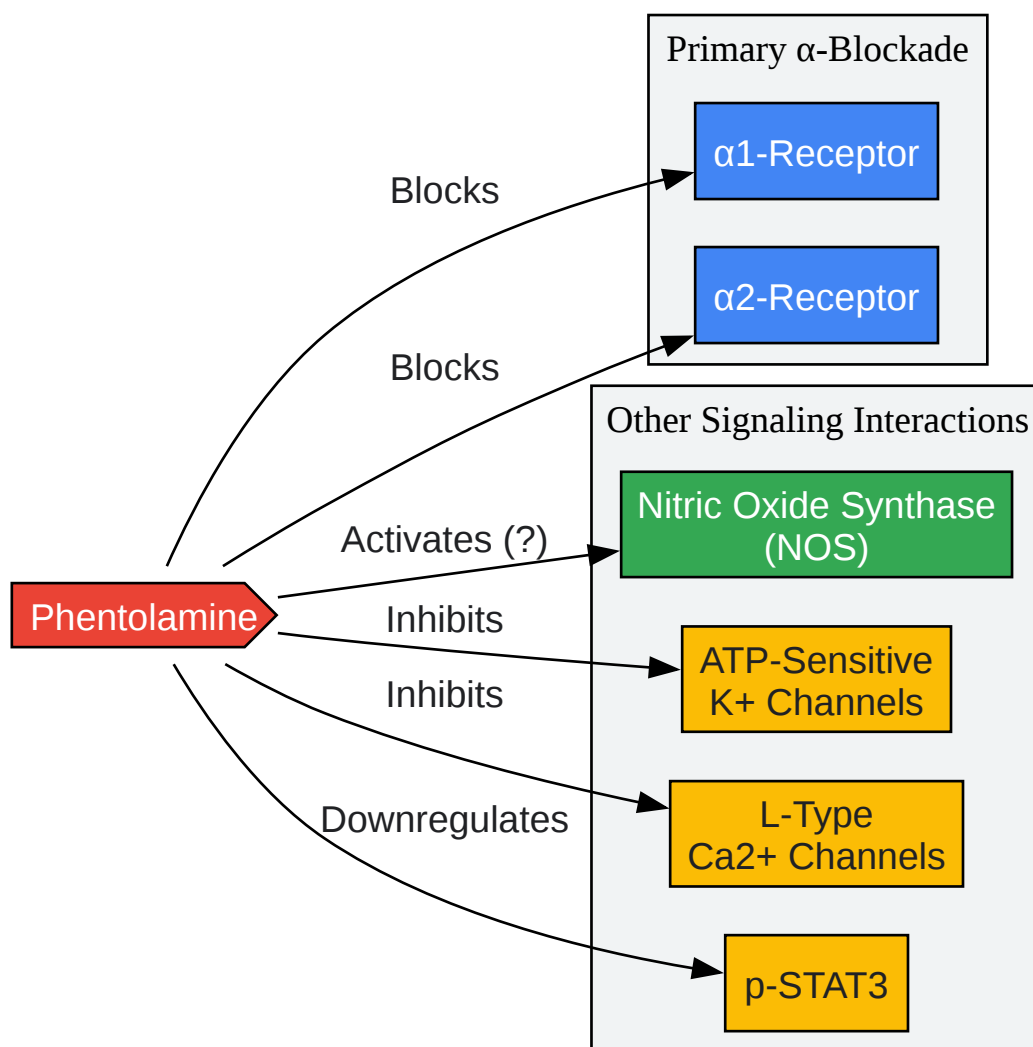 Primary α-Blockade
α1-Receptor
Blocks
α2-Receptor
Blocks
Other Signaling Interactions
Nitric Oxide Synthase
(NOS)
Activates (?)
Phentolamine
Inhibits
ATP-Sensitive
K+ Channels
Inhibits
L-Type
Ca2+ Channels
Downregulates
p-STAT3